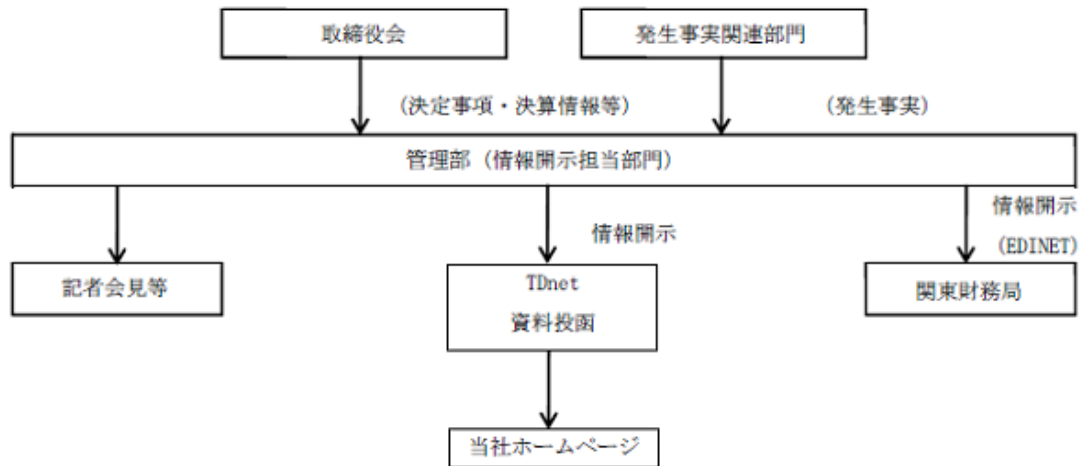 取締役会
発生事実関連部門
(決定事項・決算情報等)
(発生事実)
管理部(情報開示担当部門)
情報開示
情報開示
(EDINET)
記者会見等
TDnet
資料投函
関東財務局
当社ホームページ